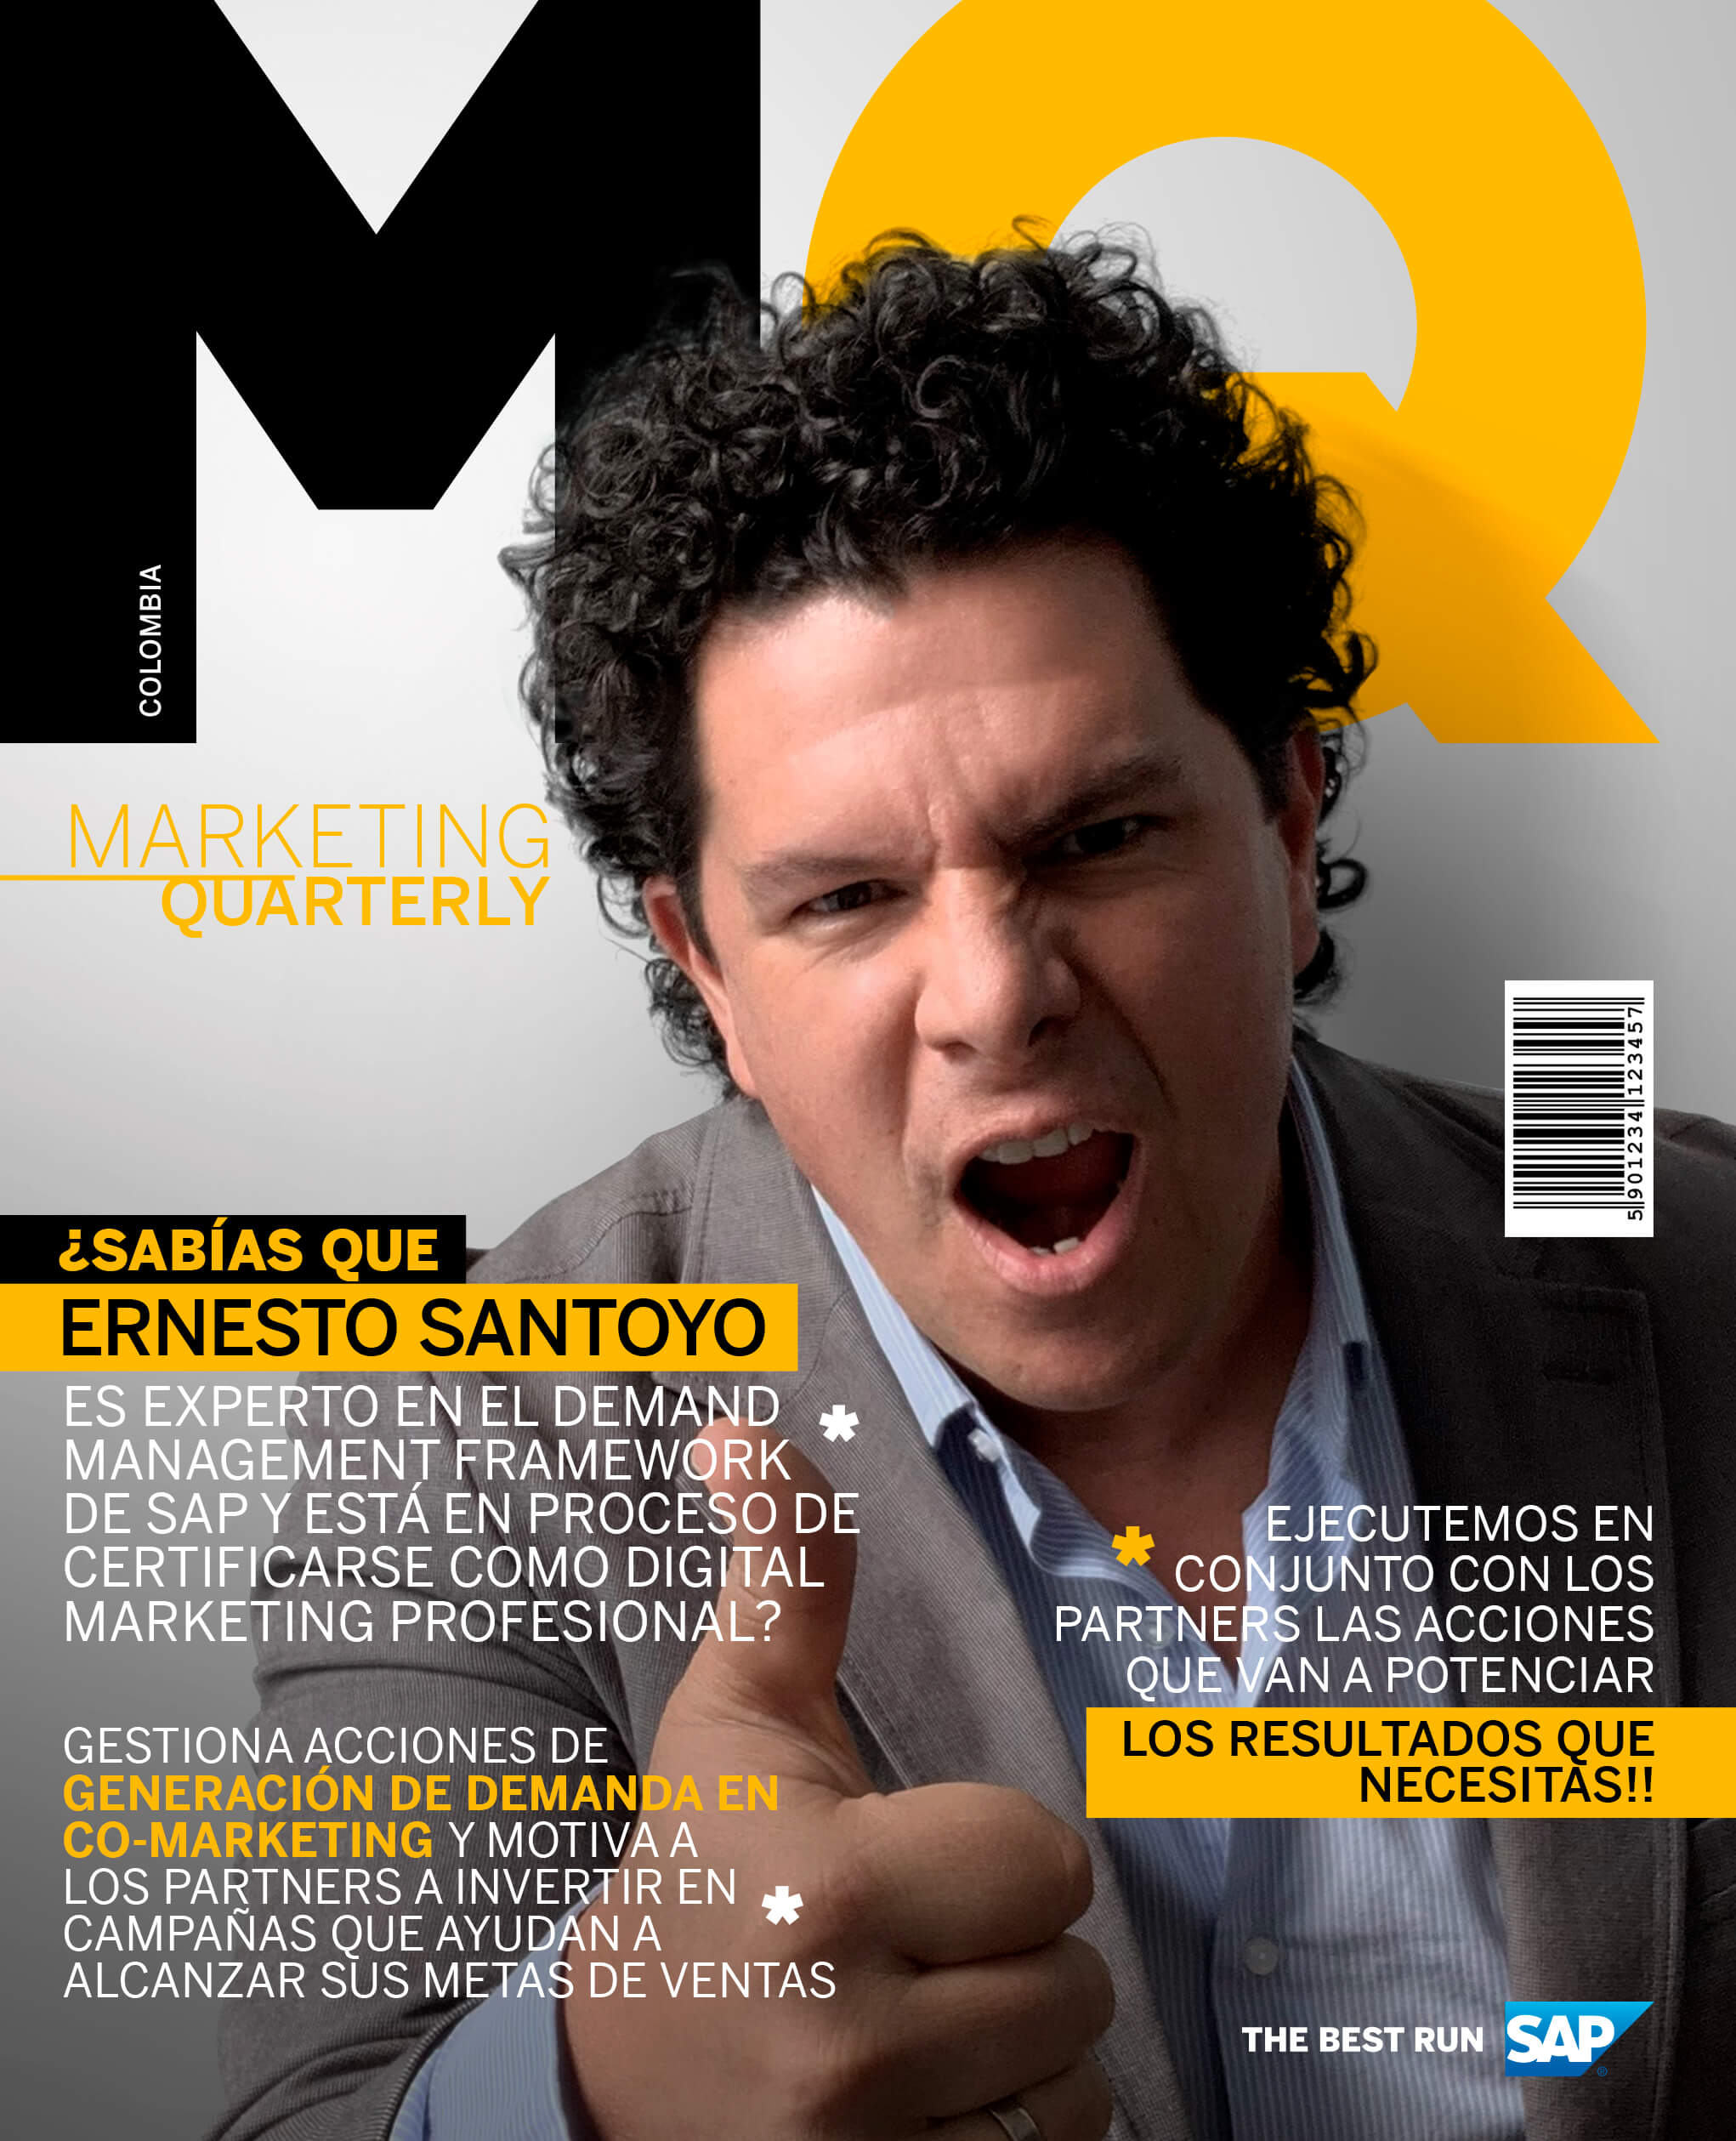 MQ
COLOMBIA
MARKETING
QUARTERLY
5 901234 123457
¿SABÍAS QUE
ERNESTO SANTOYO
ES EXPERTO EN EL DEMAND *
MANAGEMENT FRAMEWORK
DE SAP Y ESTÁ EN PROCESO DE
CERTIFICARSE COMO DIGITAL
MARKETING PROFESIONAL?
GESTIONA ACCIONES DE
GENERACIÓN DE DEMANDA EN
CO-MARKETING Y MOTIVA A
LOS PARTNERS A INVERTIR EN *
CAMPAÑAS QUE AYUDAN A
ALCANZAR SUS METAS DE VENTAS
EJECUTEMOS EN
* CONJUNTO CON LOS
PARTNERS LAS ACCIONES
QUE VAN A POTENCIAR
LOS RESULTADOS QUE
NECESITAS!!
THE BEST RUN SAP®